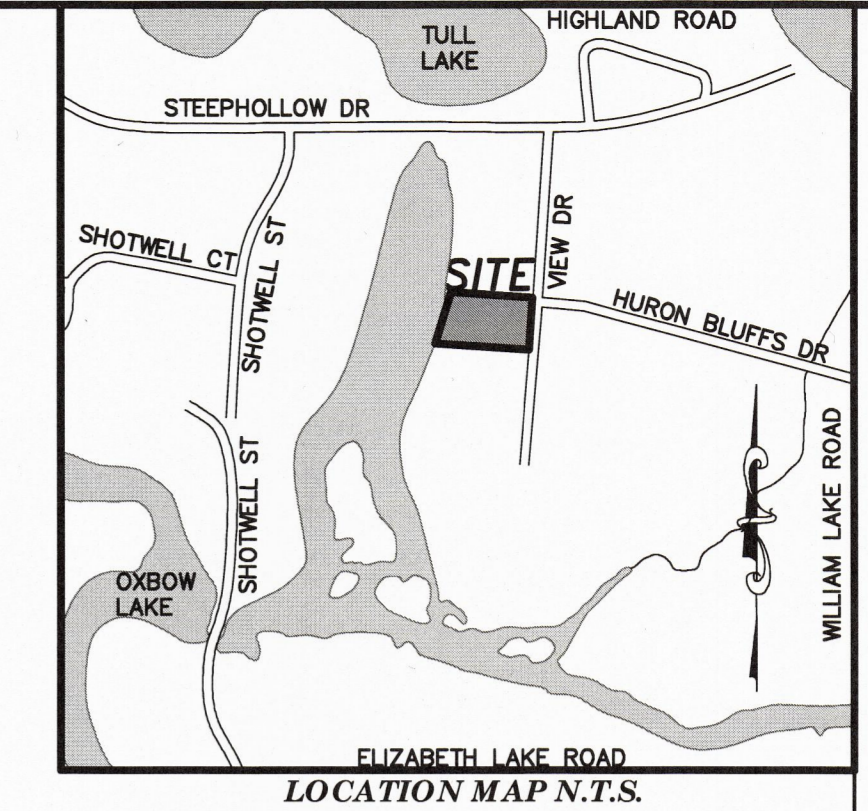 HIGHLAND ROAD
TULL
LAKE
STEEPHOLLOW DR
VIEW DR
SHOTWELL CT
SHOTWELL ST
SITE
HURON BLUFFS DR
WILLIAM LAKE ROAD
SHOTWELL ST
OXBOW
LAKE
ELIZABETH LAKE ROAD
LOCATION MAP N.T.S.